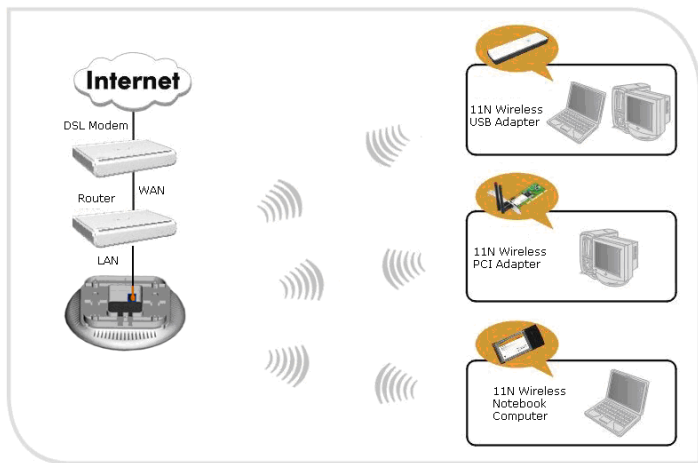 Internet
DSL Modem
WAN
Router
LAN
11N Wireless
USB Adapter
11N Wireless
PCI Adapter
11N Wireless
Notebook
Computer